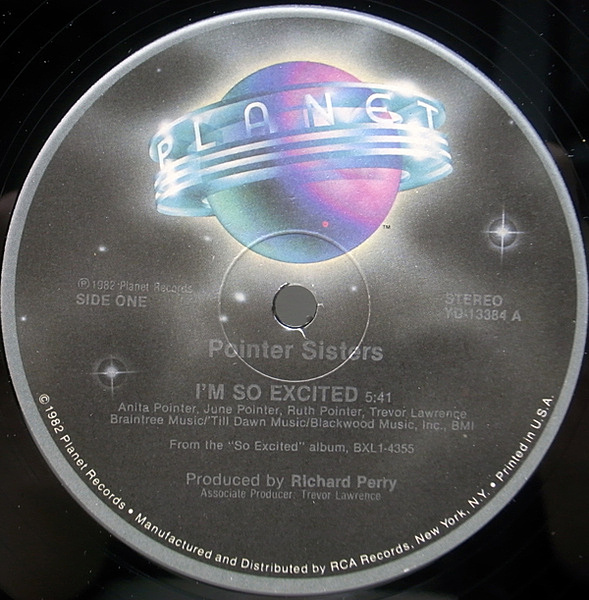 PLANET
™
℗ 1982 Planet Records
SIDE ONE
STEREO
YD-13384 A
Pointer Sisters
I'M SO EXCITED 5:41
Anita Pointer, June Pointer, Ruth Pointer, Trevor Lawrence
Braintree Music/'Till Dawn Music/Blackwood Music, Inc., BMI
From the "So Excited" album, BXL1-4355
Produced by Richard Perry
Associate Producer: Trevor Lawrence
© 1982 Planet Records • Manufactured and Distributed by RCA Records, New York, N.Y. • Printed in U.S.A.